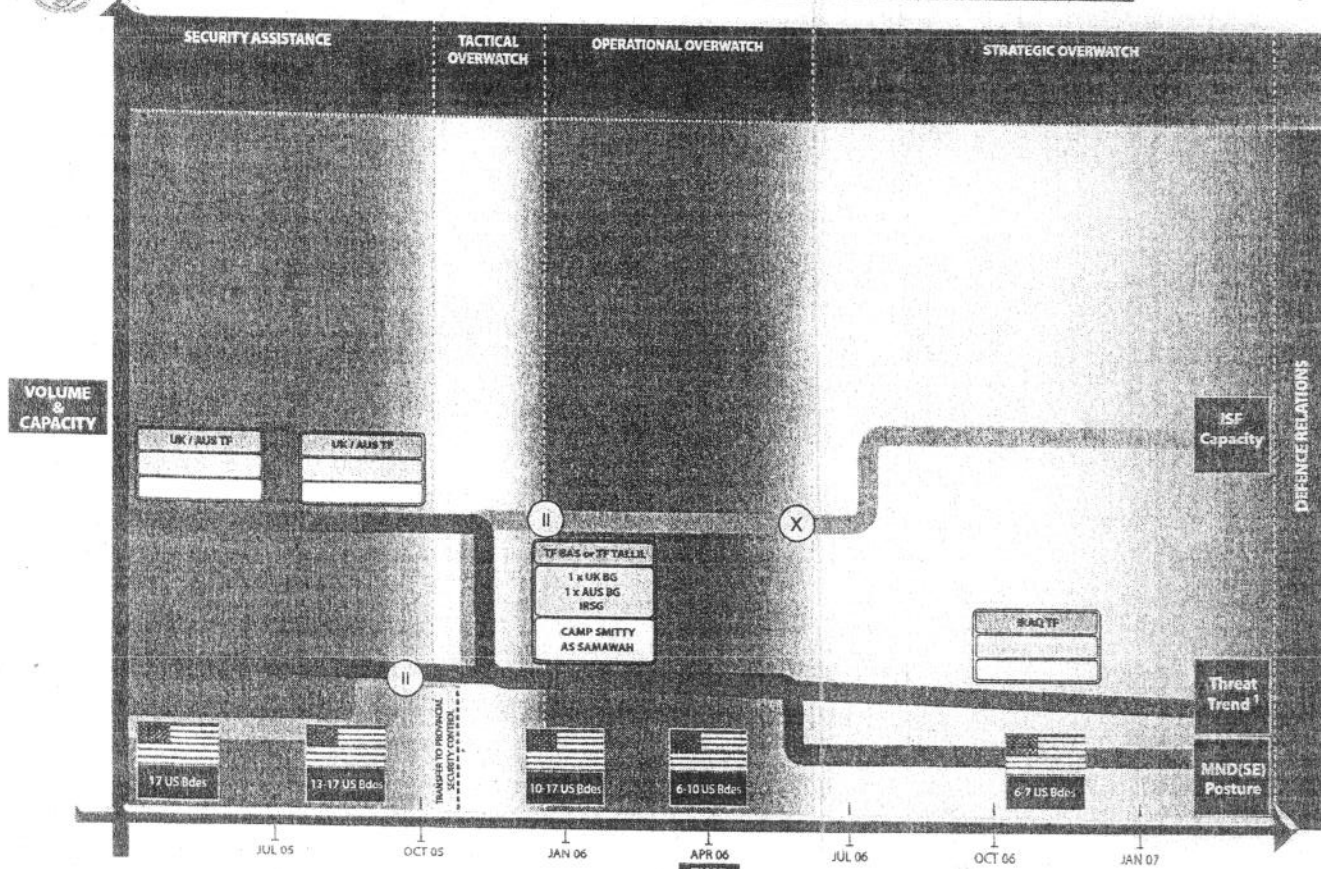 SECURITY ASSISTANCE
TACTICAL
OVERWATCH
OPERATIONAL OVERWATCH
STRATEGIC OVERWATCH
VOLUME
&
CAPACITY
UK / AUS TF
UK / AUS TF
ISF
Capacity
DEFENCE RELATIONS
II
X
TF BAS or TF TALLIL
1 x UK BG
1 x AUS BG
IRSG
CAMP SMITTY
AS SAMAWAH
IRAQ TF
II
Threat
Trend 1
TRANSFER TO PROVINCIAL
SECURITY CONTROL
17 US Bdes
13-17 US Bdes
10-17 US Bdes
6-10 US Bdes
6-7 US Bdes
MND(SE)
Posture
JUL 05
OCT 05
JAN 06
APR 06
JUL 06
OCT 06
JAN 07